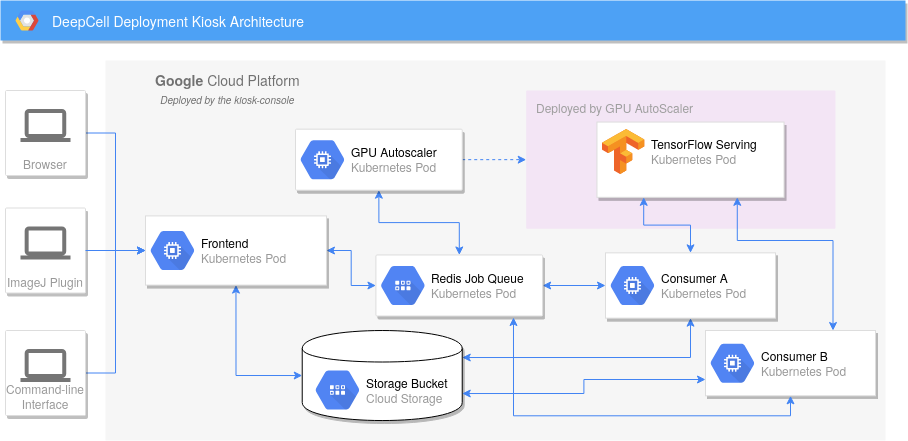 DeepCell Deployment Kiosk Architecture
Google Cloud Platform
Deployed by the kiosk-console
Browser
ImageJ Plugin
Command-line
Interface
Deployed by GPU AutoScaler
GPU Autoscaler
Kubernetes Pod
TensorFlow Serving
Kubernetes Pod
Frontend
Kubernetes Pod
Redis Job Queue
Kubernetes Pod
Consumer A
Kubernetes Pod
Storage Bucket
Cloud Storage
Consumer B
Kubernetes Pod